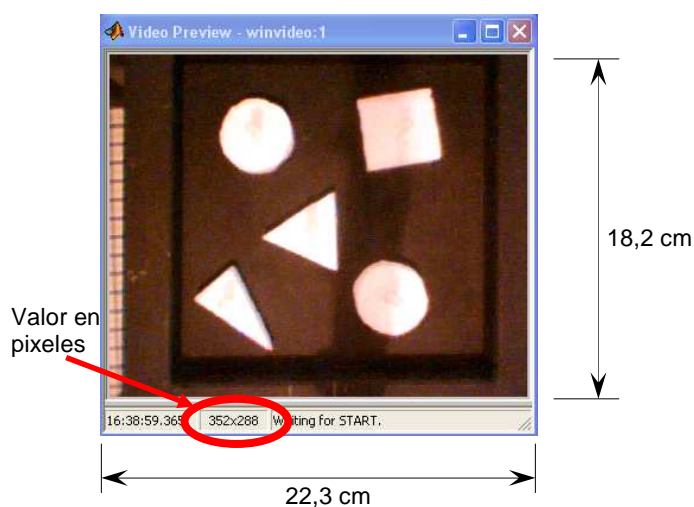 Video Preview - winvideo:1
18,2 cm
Valor en
pixeles
16:38:59.365
352x288
Waiting for START.
22,3 cm